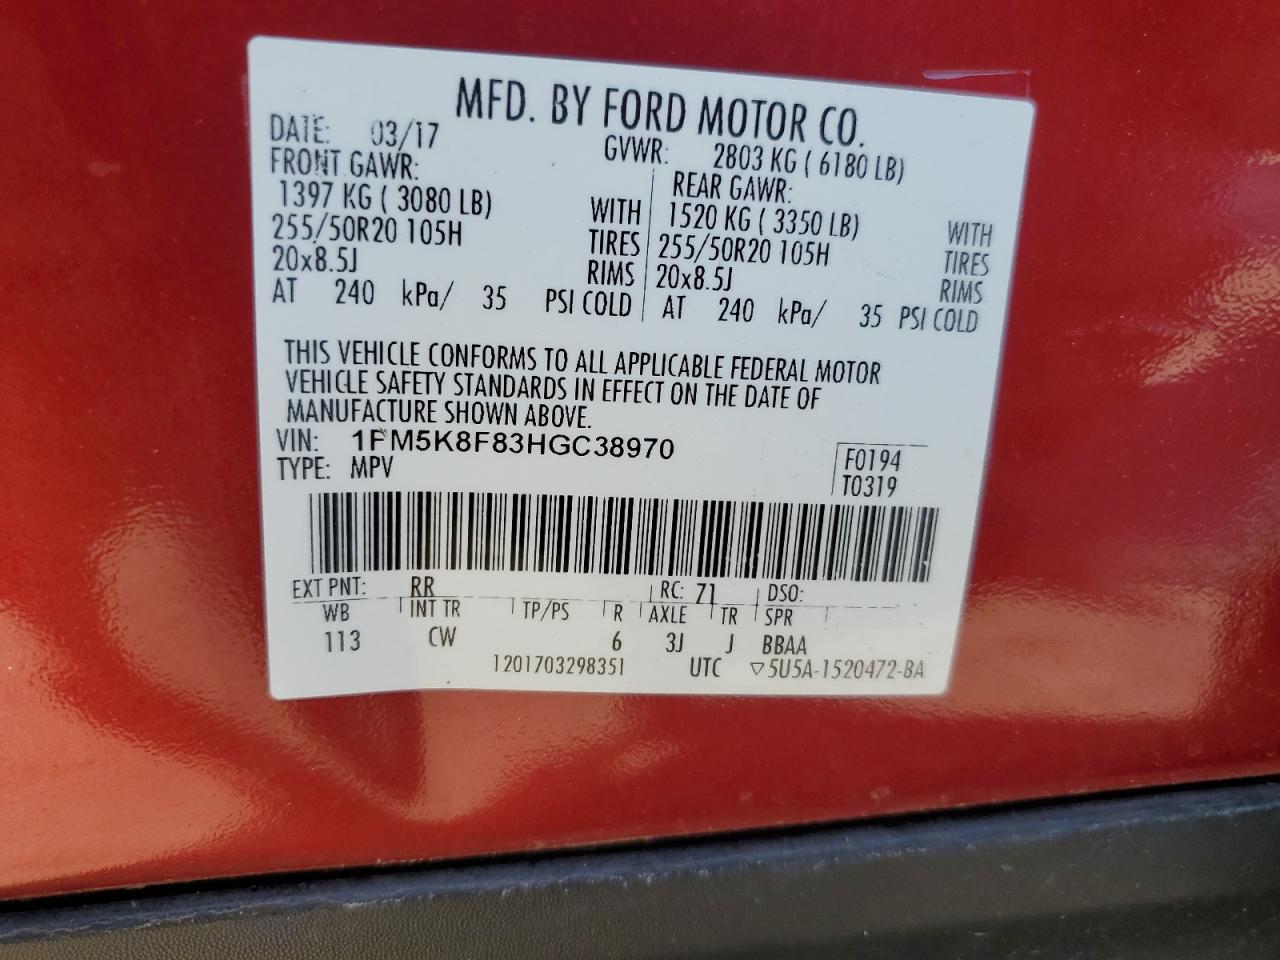 MFD. BY FORD MOTOR CO.
DATE: 03/17 GVWR: 2803 KG ( 6180 LB)
FRONT GAWR: REAR GAWR:
1397 KG ( 3080 LB) WITH 1520 KG ( 3350 LB) WITH
255/50R20 105H TIRES 255/50R20 105H TIRES
20x8.5J RIMS 20x8.5J RIMS
AT 240 kPa/ 35 PSI COLD AT 240 kPa/ 35 PSI COLD
THIS VEHICLE CONFORMS TO ALL APPLICABLE FEDERAL MOTOR
VEHICLE SAFETY STANDARDS IN EFFECT ON THE DATE OF
MANUFACTURE SHOWN ABOVE.
VIN: 1FM5K8F83HGC38970
TYPE: MPV
F0194
T0319
EXT PNT: RR RC: 71 DSO:
WB INT TR TP/PS R AXLE TR SPR
113 CW 6 3J J BBAA
1201703298351 UTC ▽5U5A-1520472-BA